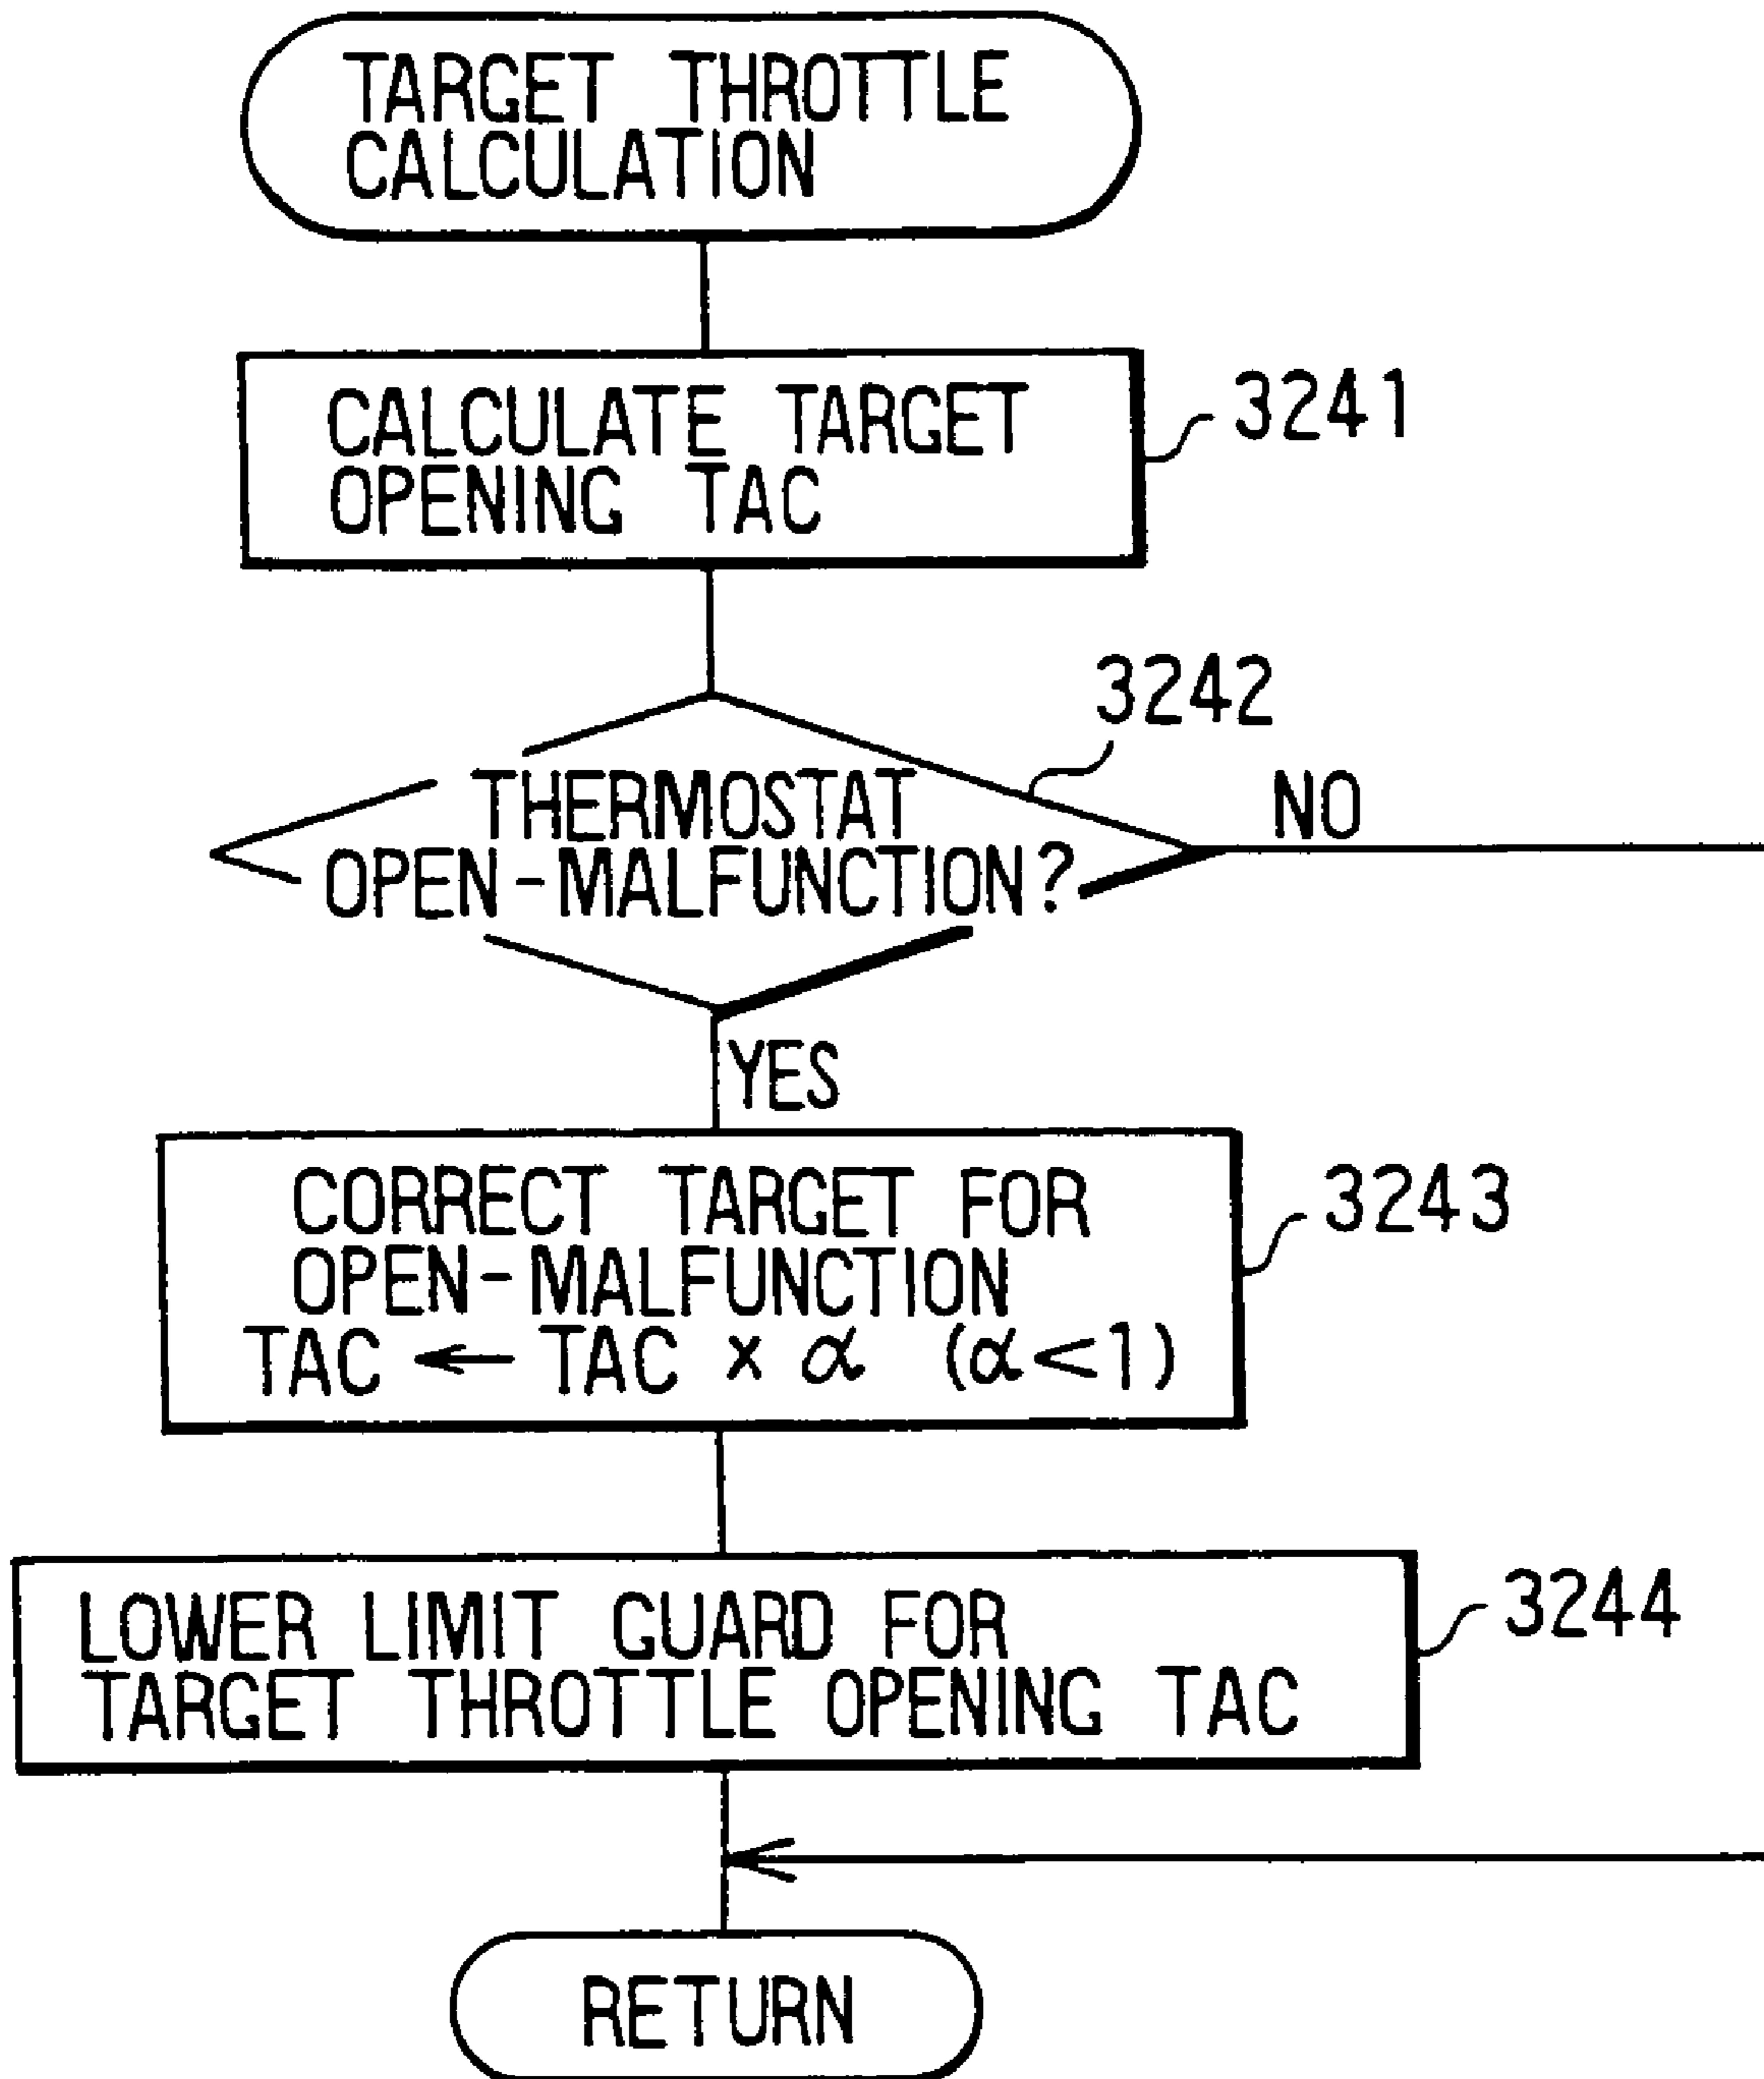 TARGET THROTTLE
CALCULATION
CALCULATE TARGET
OPENING TAC
3241
3242
THERMOSTAT
OPEN-MALFUNCTION?
NO
YES
CORRECT TARGET FOR
OPEN-MALFUNCTION
TAC ← TAC × α (α<1)
3243
LOWER LIMIT GUARD FOR
TARGET THROTTLE OPENING TAC
3244
RETURN